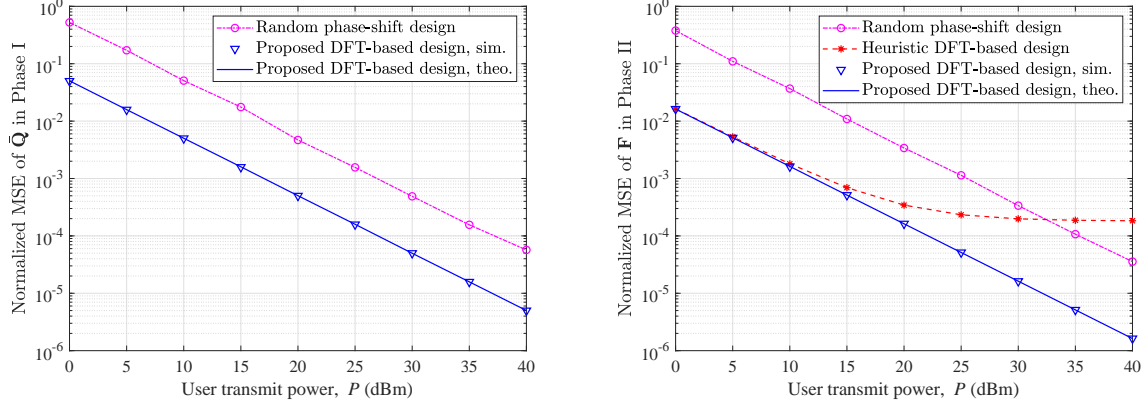 10^0
10^-1
10^-2
10^-3
10^-4
10^-5
10^-6
Normalized MSE of Q̄ in Phase I
Random phase-shift design
Proposed DFT-based design, sim.
Proposed DFT-based design, theo.
0 5 10 15 20 25 30 35 40
User transmit power, P (dBm)
10^0
10^-1
10^-2
10^-3
10^-4
10^-5
10^-6
Normalized MSE of F in Phase II
Random phase-shift design
Heuristic DFT-based design
Proposed DFT-based design, sim.
Proposed DFT-based design, theo.
0 5 10 15 20 25 30 35 40
User transmit power, P (dBm)